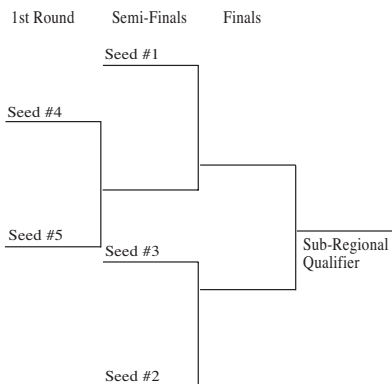 1st Round Semi-Finals Finals
Seed #1
Seed #4
Seed #5
Seed #3
Sub-Regional
Qualifier
Seed #2